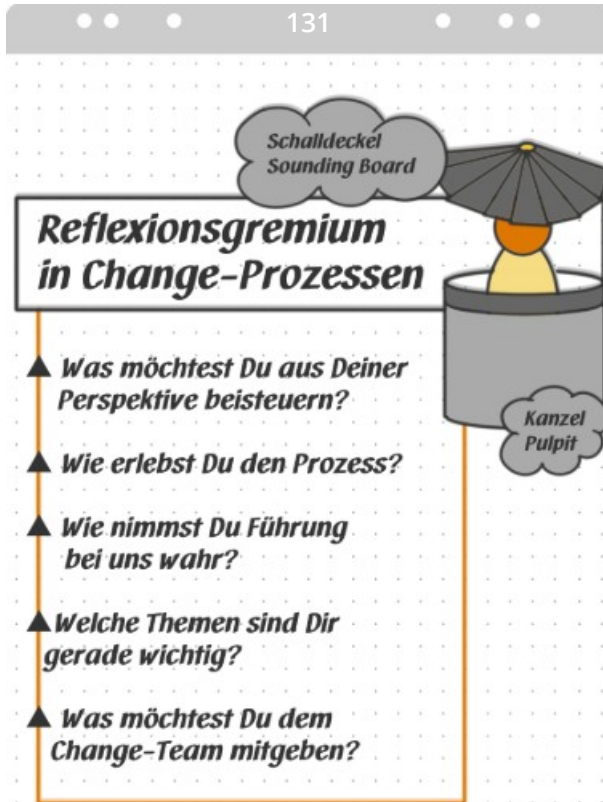 131
Schalldeckel
Sounding Board
Reflexionsgremium
in Change-Prozessen
Kanzel
Pulpit
Was möchtest Du aus Deiner
Perspektive beisteuern?
Wie erlebst Du den Prozess?
Wie nimmst Du Führung
bei uns wahr?
Welche Themen sind Dir
gerade wichtig?
Was möchtest Du dem
Change-Team mitgeben?